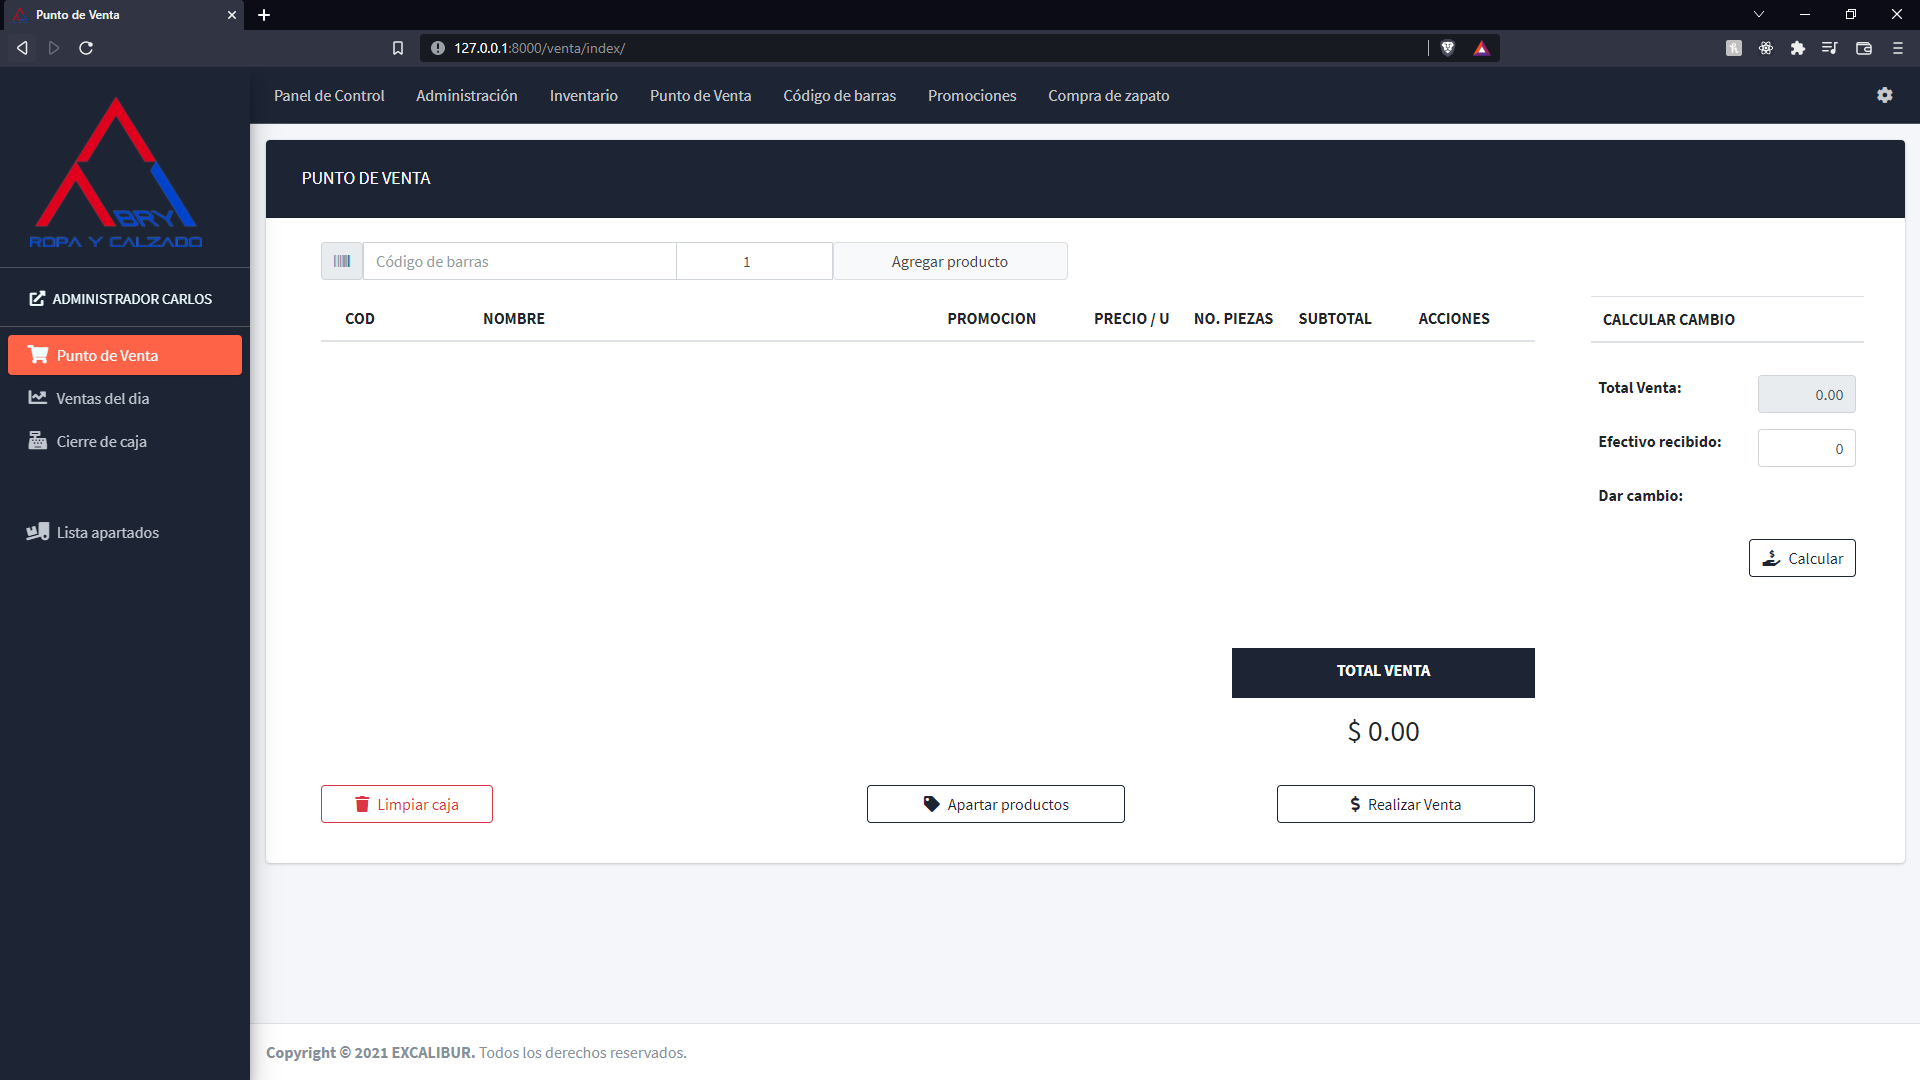 Punto de Venta
127.0.0.1:8000/venta/index/
Panel de Control Administración Inventario Punto de Venta Código de barras Promociones Compra de zapato
BRY
ROPA Y CALZADO
ADMINISTRADOR CARLOS
Punto de Venta
Ventas del dia
Cierre de caja
Lista apartados
PUNTO DE VENTA
Código de barras 1 Agregar producto
COD NOMBRE PROMOCION PRECIO / U NO. PIEZAS SUBTOTAL ACCIONES
CALCULAR CAMBIO
Total Venta: 0.00
Efectivo recibido: 0
Dar cambio:
Calcular
TOTAL VENTA
$ 0.00
Limpiar caja Apartar productos Realizar Venta
Copyright © 2021 EXCALIBUR. Todos los derechos reservados.